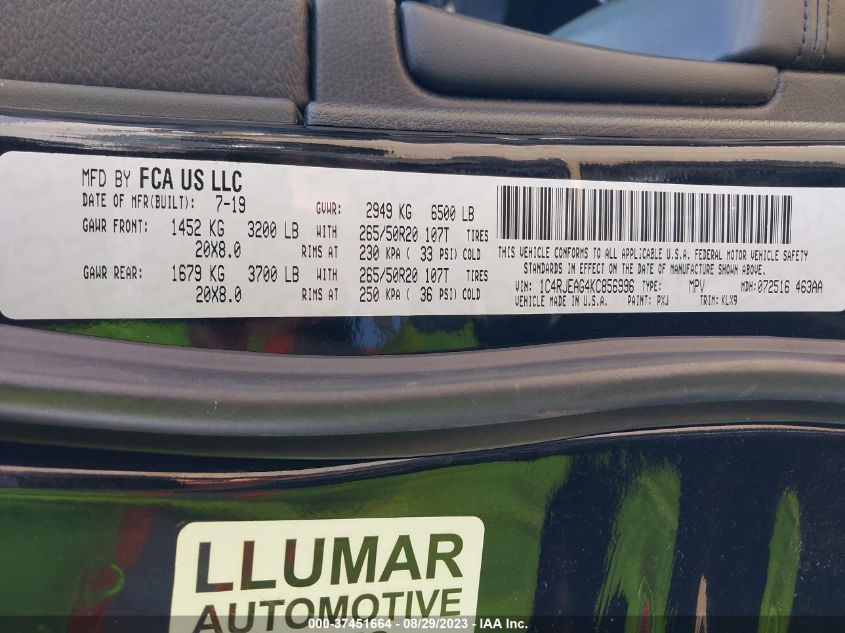 MFD BY FCA US LLC
DATE OF MFR(BUILT): 7-19 GVWR: 2949 KG 6500 LB
GAWR FRONT: 1452 KG 3200 LB WITH 265/50R20 107T TIRES
20X8.0 RIMS AT 230 KPA ( 33 PSI) COLD
GAWR REAR: 1679 KG 3700 LB WITH 265/50R20 107T TIRES
20X8.0 RIMS AT 250 KPA ( 36 PSI) COLD
THIS VEHICLE CONFORMS TO ALL APPLICABLE U.S.A. FEDERAL MOTOR VEHICLE SAFETY
STANDARDS IN EFFECT ON THE DATE OF MANUFACTURE SHOWN ABOVE.
VIN: 1C4RJEAG4KC856996 TYPE: MPV MDH: 072516 463AA
VEHICLE MADE IN U.S.A. PAINT: PXJ TRIM: KLX9
LLUMAR
AUTOMOTIVE
000-37451664 - 08/29/2023 - IAA Inc.